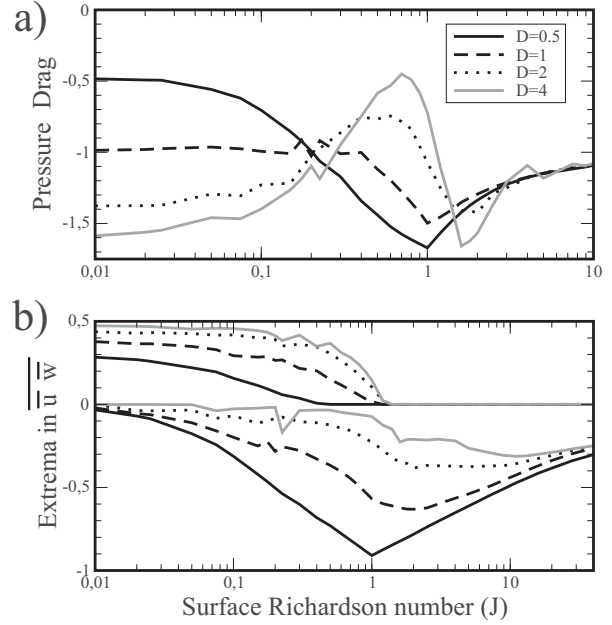 a)
Pressure Drag
0
-0,5
-1
-1,5
0,01
0,1
1
10
D=0.5
D=1
D=2
D=4
b)
Extrema in u w
0,5
0
-0,5
-1
0,01
0,1
1
10
Surface Richardson number (J)